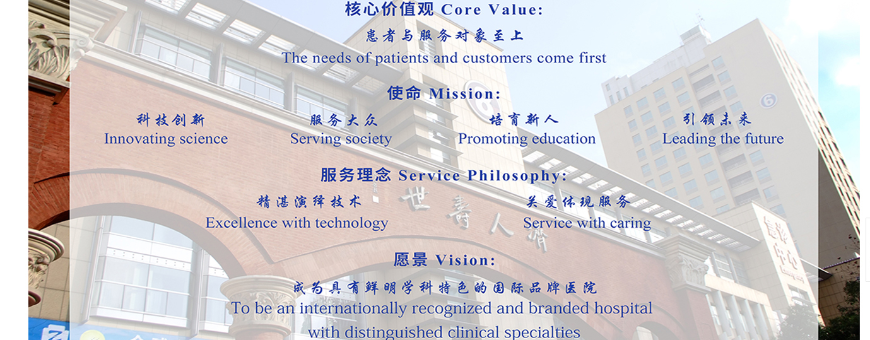 核心价值观 Core Value:
患者与服务对象至上
The needs of patients and customers come first
使命 Mission:
科技创新 服务大众 培育新人 引领未来
Innovating science Serving society Promoting education Leading the future
服务理念 Service Philosophy:
精湛演绎技术 关爱体现服务
Excellence with technology Service with caring
愿景 Vision:
成为具有鲜明学科特色的国际品牌医院
To be an internationally recognized and branded hospital
with distinguished clinical specialties